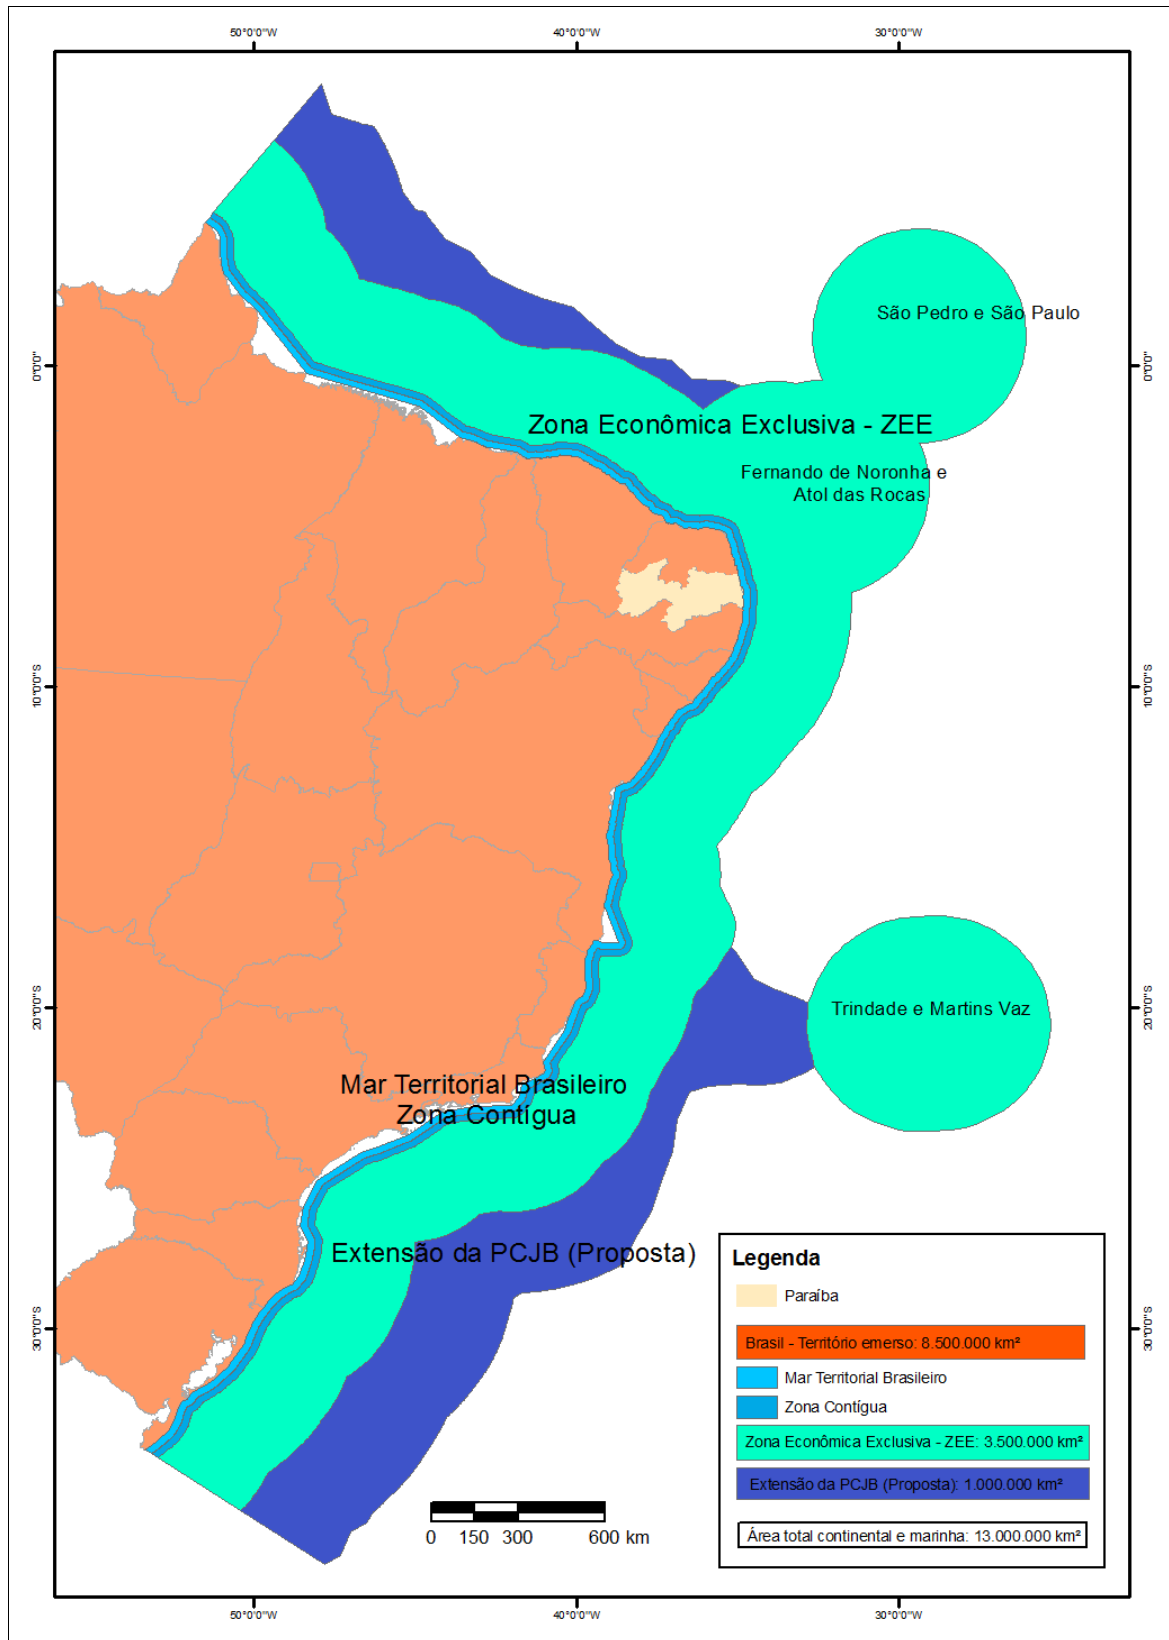 50°0'0"W 40°0'0"W 30°0'0"W
São Pedro e São Paulo
0°0'0" 0°0'0"
Zona Econômica Exclusiva - ZEE
Fernando de Noronha e
Atol das Rocas
10°0'0"S 10°0'0"S
Trindade e Martins Vaz
20°0'0"S 20°0'0"S
Mar Territorial Brasileiro
Zona Contígua
Extensão da PCJB (Proposta)
30°0'0"S 30°0'0"S
Legenda
Paraíba
Brasil - Território emerso: 8.500.000 km²
Mar Territorial Brasileiro
Zona Contígua
Zona Econômica Exclusiva - ZEE: 3.500.000 km²
Extensão da PCJB (Proposta): 1.000.000 km²
Área total continental e marinha: 13.000.000 km²
0 150 300 600 km
50°0'0"W 40°0'0"W 30°0'0"W